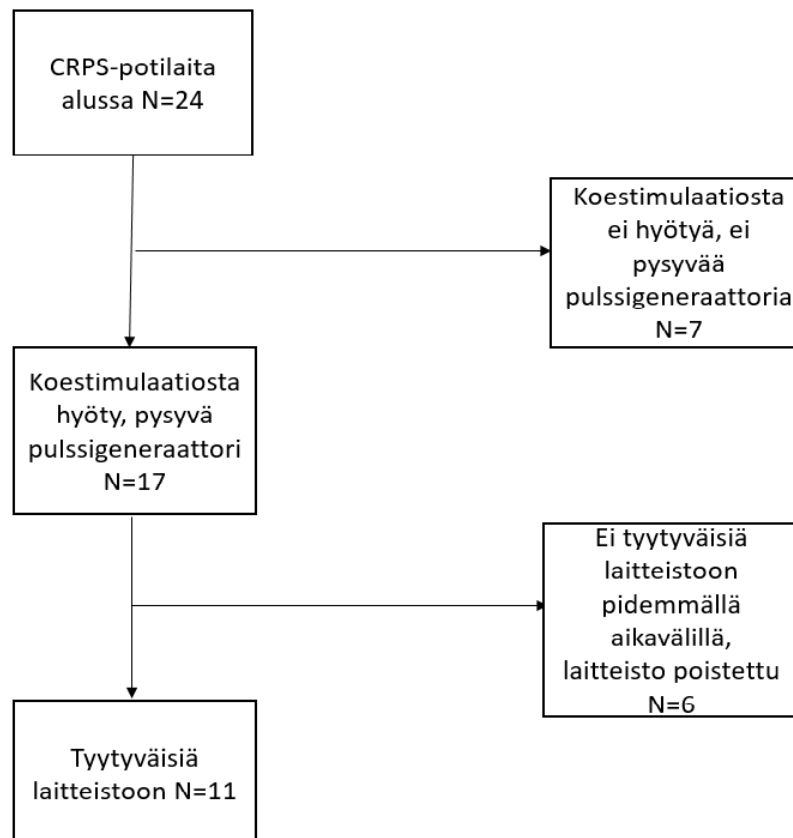 CRPS-potilaita
alussa N=24
Koestimulaatiosta
ei hyötyä, ei
pysyvää
pulssigeneraattoria
N=7
Koestimulaatiosta
hyöty, pysyvä
pulssigeneraattori
N=17
Ei tyytyväisiä
laitteistoon
pidemmällä
aikavälillä,
laitteisto poistettu
N=6
Tyytyväisiä
laitteistoon N=11